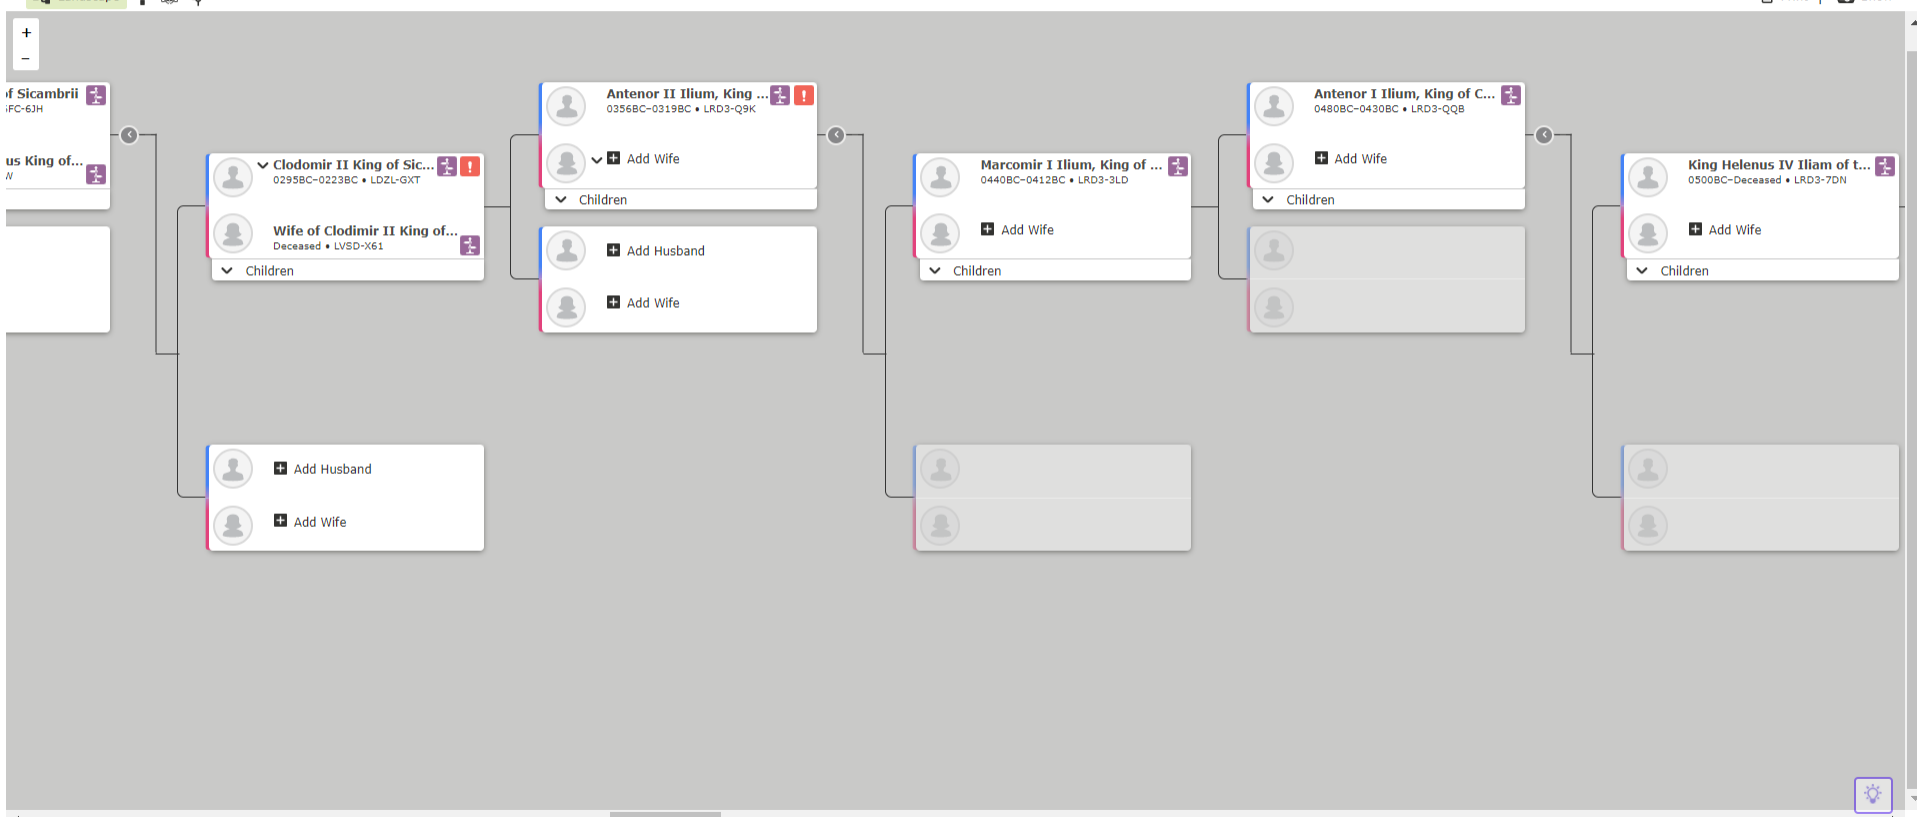 +
−
of Sicambrii
FC-6JH
us King of...
W
Clodomir II King of Sic...
0295BC–0223BC • LDZL-GXT
Wife of Clodimir II King of...
Deceased • LVSD-X61
Children
Add Husband
Add Wife
Antenor II Ilium, King ...
0356BC–0319BC • LRD3-Q9K
Add Wife
Children
Add Husband
Add Wife
Marcomir I Ilium, King of ...
0440BC–0412BC • LRD3-3LD
Add Wife
Children
Antenor I Ilium, King of C...
0480BC–0430BC • LRD3-QQB
Add Wife
Children
King Helenus IV Iliam of t...
0500BC–Deceased • LRD3-7DN
Add Wife
Children